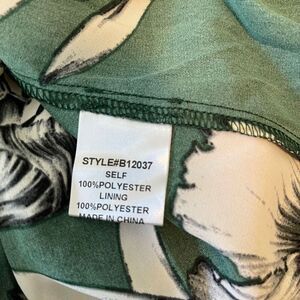 STYLE#B12037
SELF
100%POLYESTER
LINING
100%POLYESTER
MADE IN CHINA